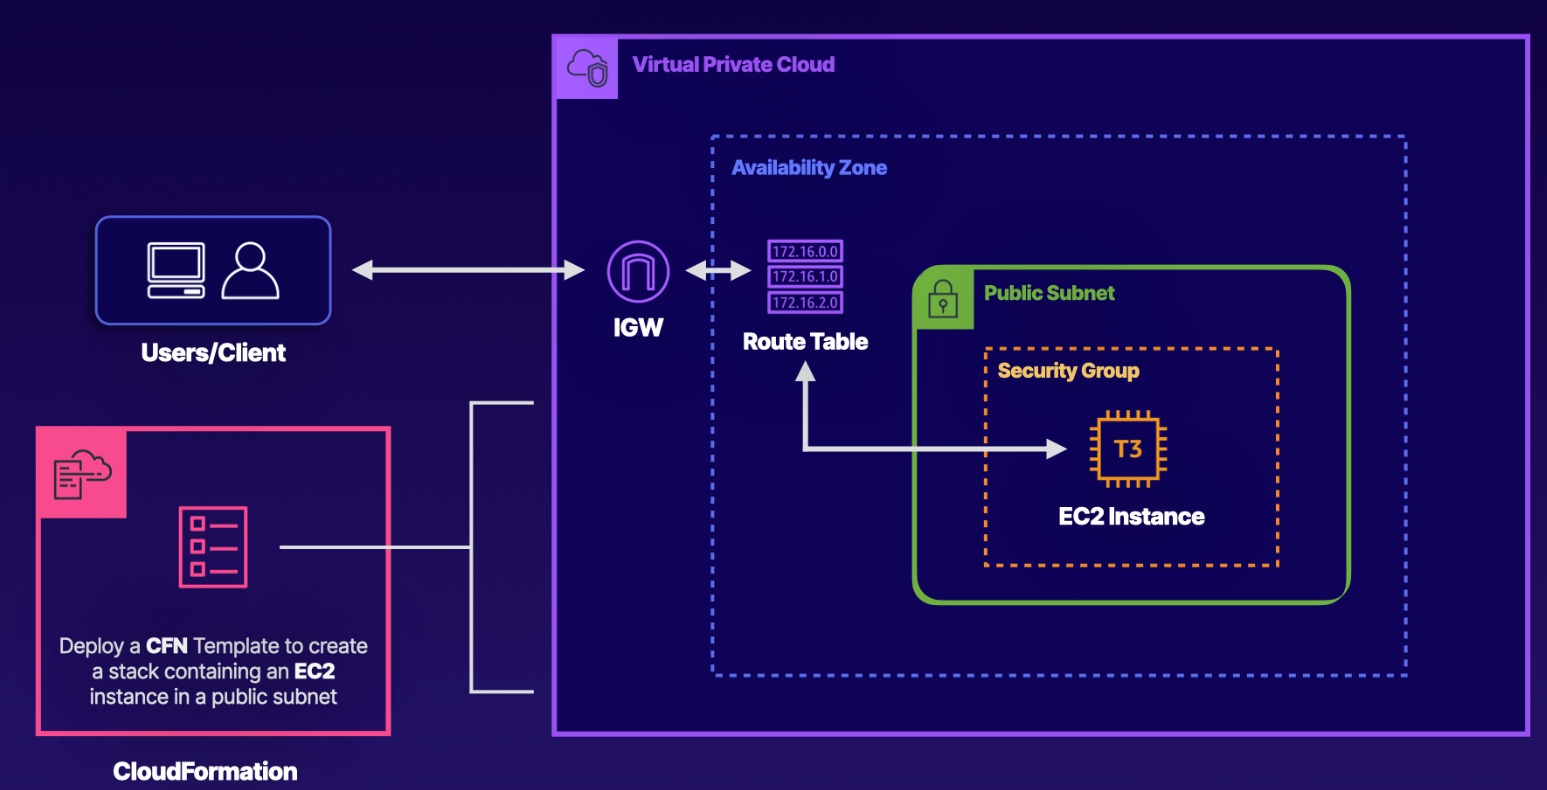 Virtual Private Cloud
Availability Zone
172.16.0.0
172.16.1.0
172.16.2.0
Public Subnet
IGW
Route Table
Users/Client
Security Group
T3
EC2 Instance
Deploy a CFN Template to create
a stack containing an EC2
instance in a public subnet
CloudFormation